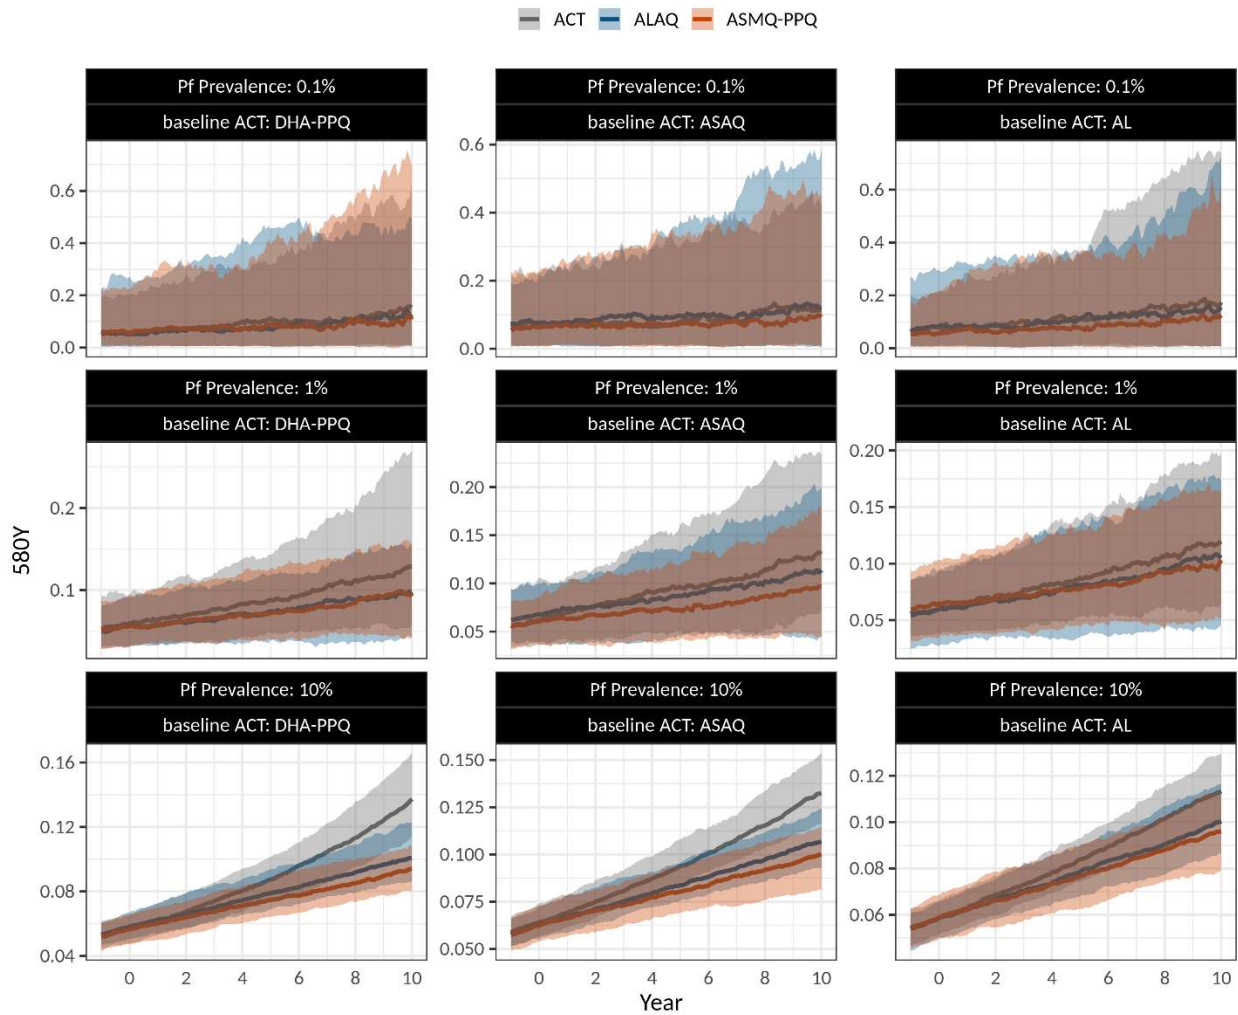 ACT ALAQ ASMQ-PPQ
Pf Prevalence: 0.1% Pf Prevalence: 0.1% Pf Prevalence: 0.1%
baseline ACT: DHA-PPQ baseline ACT: ASAQ baseline ACT: AL
0.6 0.6 0.6
0.4 0.4 0.4
0.2 0.2 0.2
0.0 0.0 0.0
Pf Prevalence: 1% Pf Prevalence: 1% Pf Prevalence: 1%
baseline ACT: DHA-PPQ baseline ACT: ASAQ baseline ACT: AL
580Y
0.2 0.20 0.20
0.15 0.15
0.1 0.10 0.10
0.05 0.05
Pf Prevalence: 10% Pf Prevalence: 10% Pf Prevalence: 10%
baseline ACT: DHA-PPQ baseline ACT: ASAQ baseline ACT: AL
0.16 0.150 0.12
0.12 0.125 0.10
0.08 0.100 0.08
0.04 0.075 0.06
0.050
0 2 4 6 8 10 0 2 4 6 8 10 0 2 4 6 8 10
Year